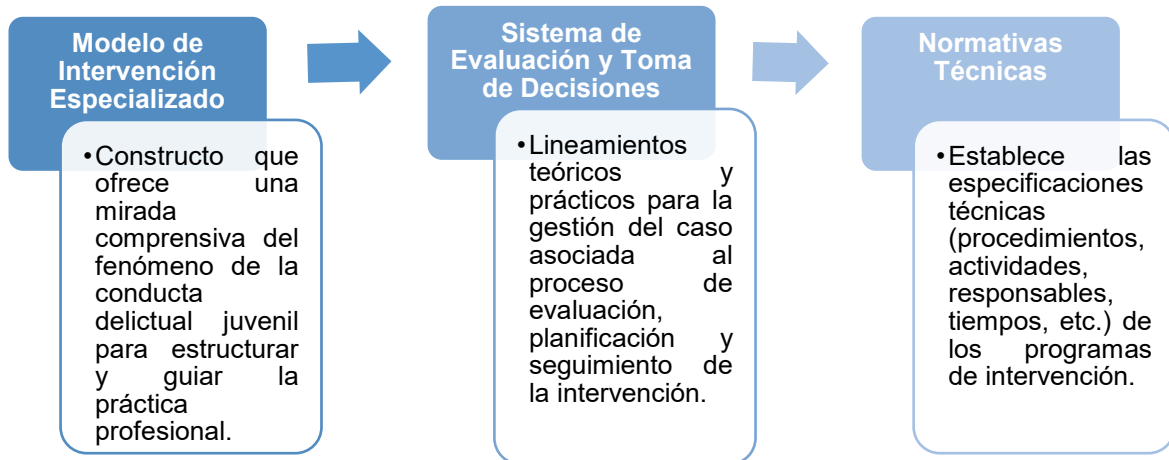 Modelo de
Intervención
Especializado
•Constructo que
ofrece una
mirada
comprensiva del
fenómeno de la
conducta
delictual juvenil
para estructurar
y guiar la
práctica
profesional.
Sistema de
Evaluación y Toma
de Decisiones
•Lineamientos
teóricos y
prácticos para la
gestión del caso
asociada al
proceso de
evaluación,
planificación y
seguimiento de
la intervención.
Normativas
Técnicas
•Establece las
especificaciones
técnicas
(procedimientos,
actividades,
responsables,
tiempos, etc.) de
los programas
de intervención.